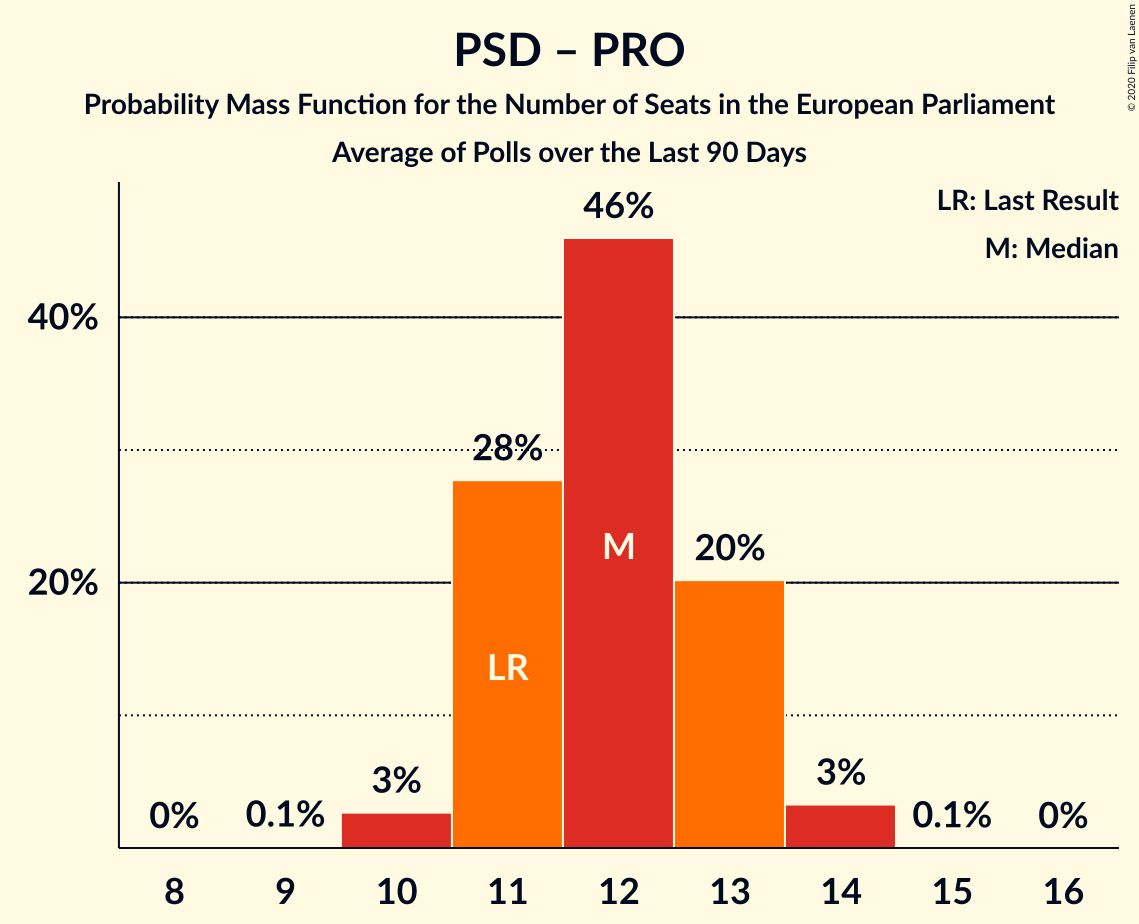 PSD – PRO
Probability Mass Function for the Number of Seats in the European Parliament
Average of Polls over the Last 90 Days
© 2020 Filip van Laenen
LR: Last Result
M: Median
46%
40%
28%
M
20%
20%
LR
3%
3%
0%
0.1%
0.1%
0%
8
9
10
11
12
13
14
15
16